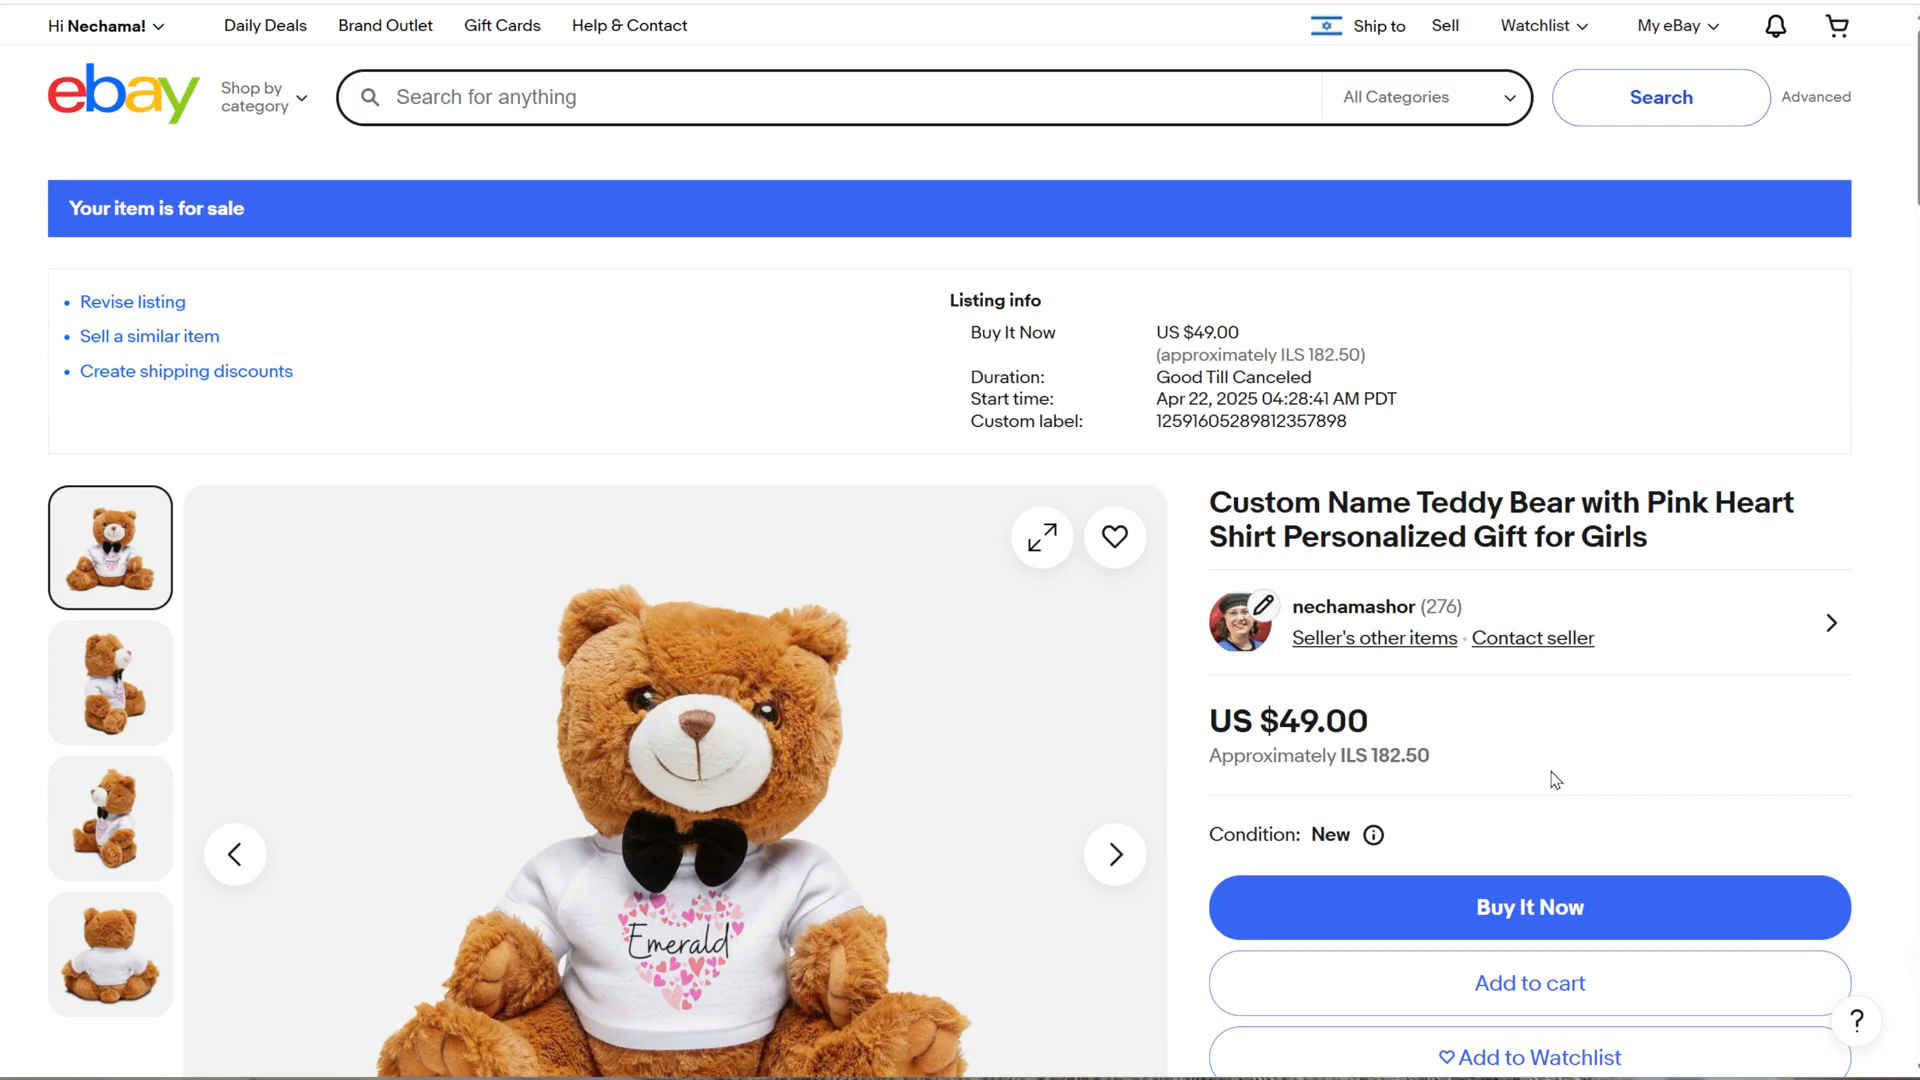 Hi Nechama!
Daily Deals
Brand Outlet
Gift Cards
Help & Contact
Ship to
Sell
Watchlist
My eBay
ebay
Shop by
category
Search for anything
All Categories
Search
Advanced
Your item is for sale
Revise listing
Sell a similar item
Create shipping discounts
Listing info
Buy It Now
US $49.00
(approximately ILS 182.50)
Duration:
Good Till Canceled
Start time:
Apr 22, 2025 04:28:41 AM PDT
Custom label:
12591605289812357898
Custom Name Teddy Bear with Pink Heart
Shirt Personalized Gift for Girls
nechamashor (276)
Seller's other items · Contact seller
US $49.00
Approximately ILS 182.50
Condition: New
Buy It Now
Add to cart
Add to Watchlist
?
Emerald